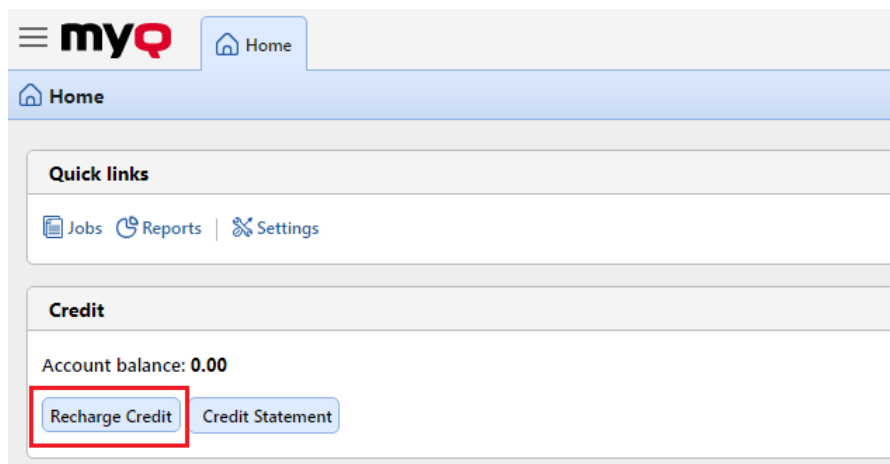 myQ Home
Home
Quick links
Jobs Reports | Settings
Credit
Account balance: 0.00
Recharge Credit Credit Statement